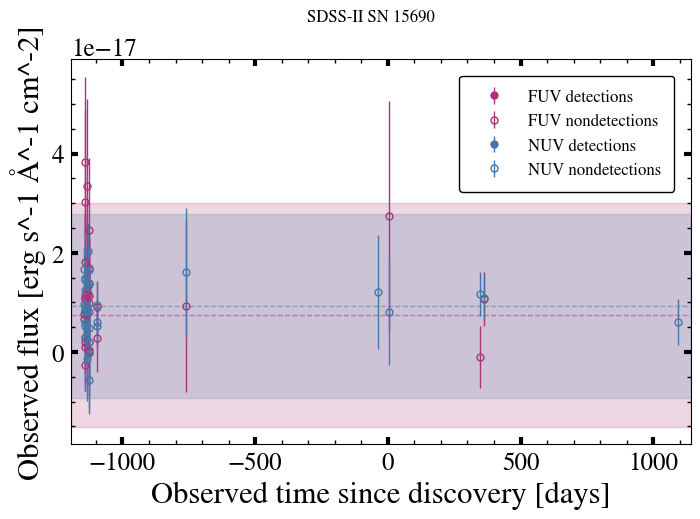 SDSS-II SN 15690
1e−17
FUV detections
FUV nondetections
NUV detections
NUV nondetections
4
2
0
Observed flux [erg s^-1 Å^-1 cm^-2]
−1000 −500 0 500 1000
Observed time since discovery [days]